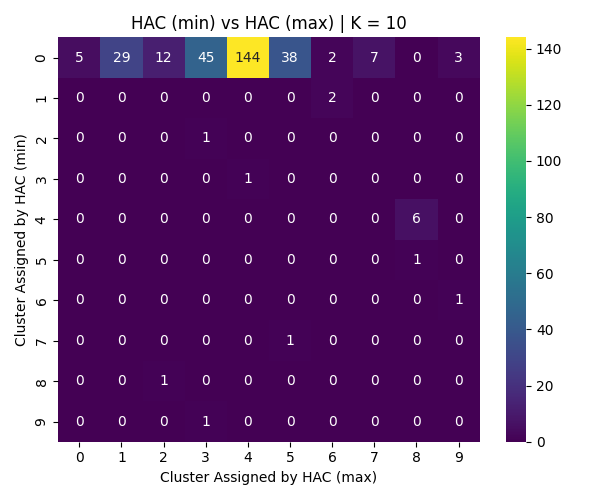 HAC (min) vs HAC (max) | K = 10
Cluster Assigned by HAC (min)
0 5 29 12 45 144 38 2 7 0 3
1 0 0 0 0 0 0 2 0 0 0
2 0 0 0 1 0 0 0 0 0 0
3 0 0 0 0 1 0 0 0 0 0
4 0 0 0 0 0 0 0 0 6 0
5 0 0 0 0 0 0 0 0 1 0
6 0 0 0 0 0 0 0 0 0 1
7 0 0 0 0 0 1 0 0 0 0
8 0 0 1 0 0 0 0 0 0 0
9 0 0 0 1 0 0 0 0 0 0
0 1 2 3 4 5 6 7 8 9
Cluster Assigned by HAC (max)
140
120
100
80
60
40
20
0